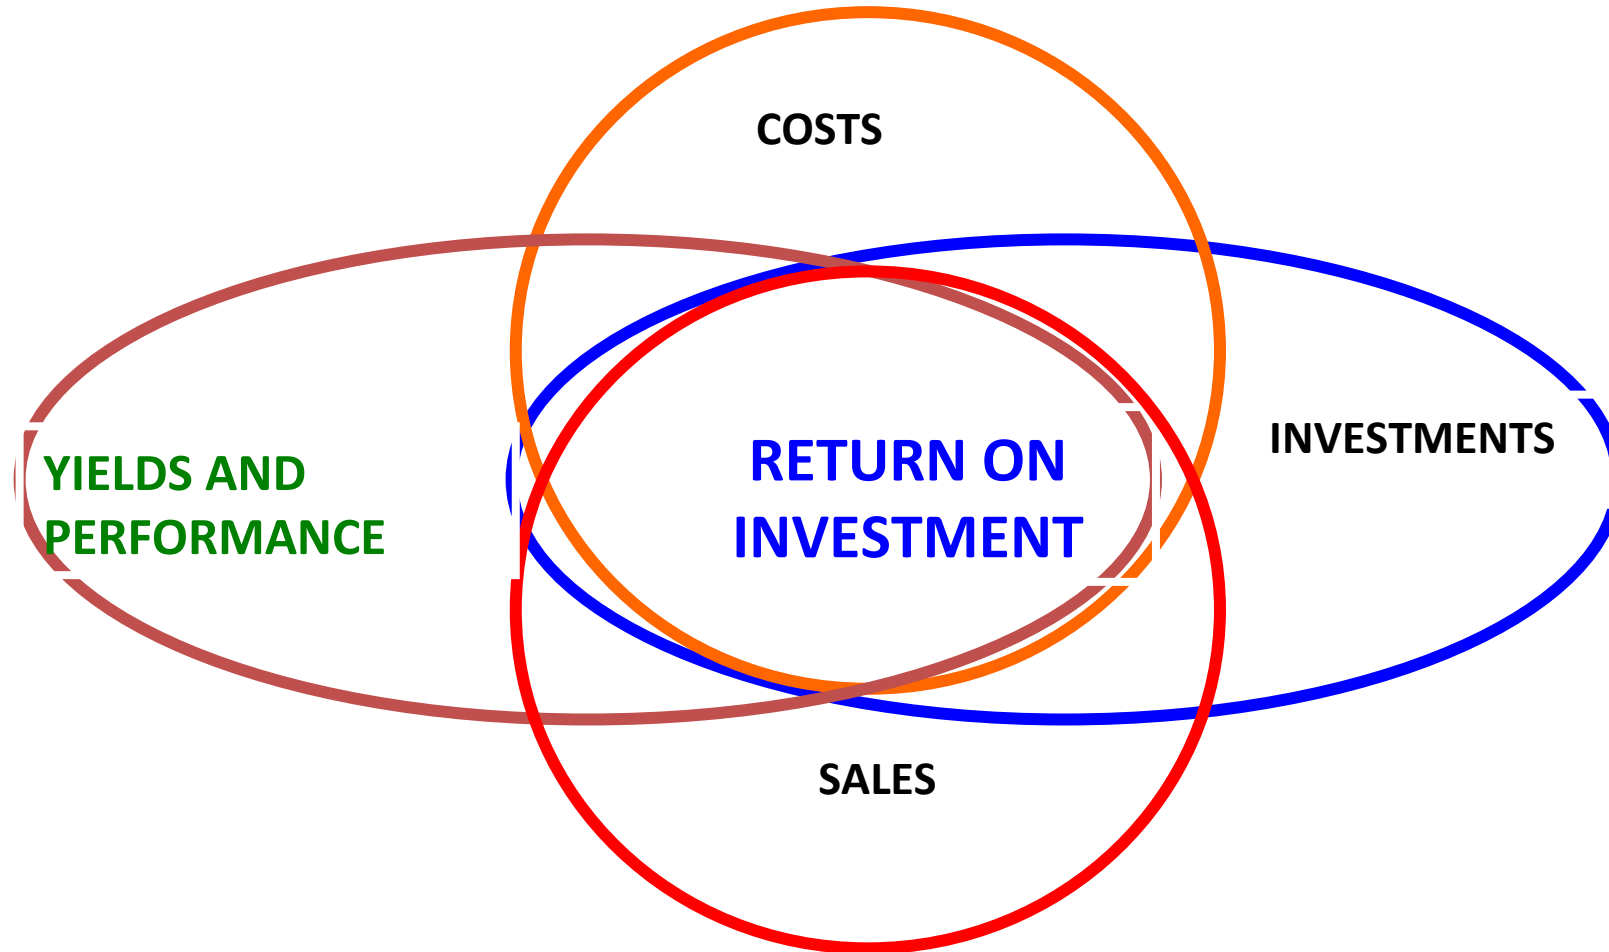 COSTS
YIELDS AND
PERFORMANCE
RETURN ON
INVESTMENT
INVESTMENTS
SALES